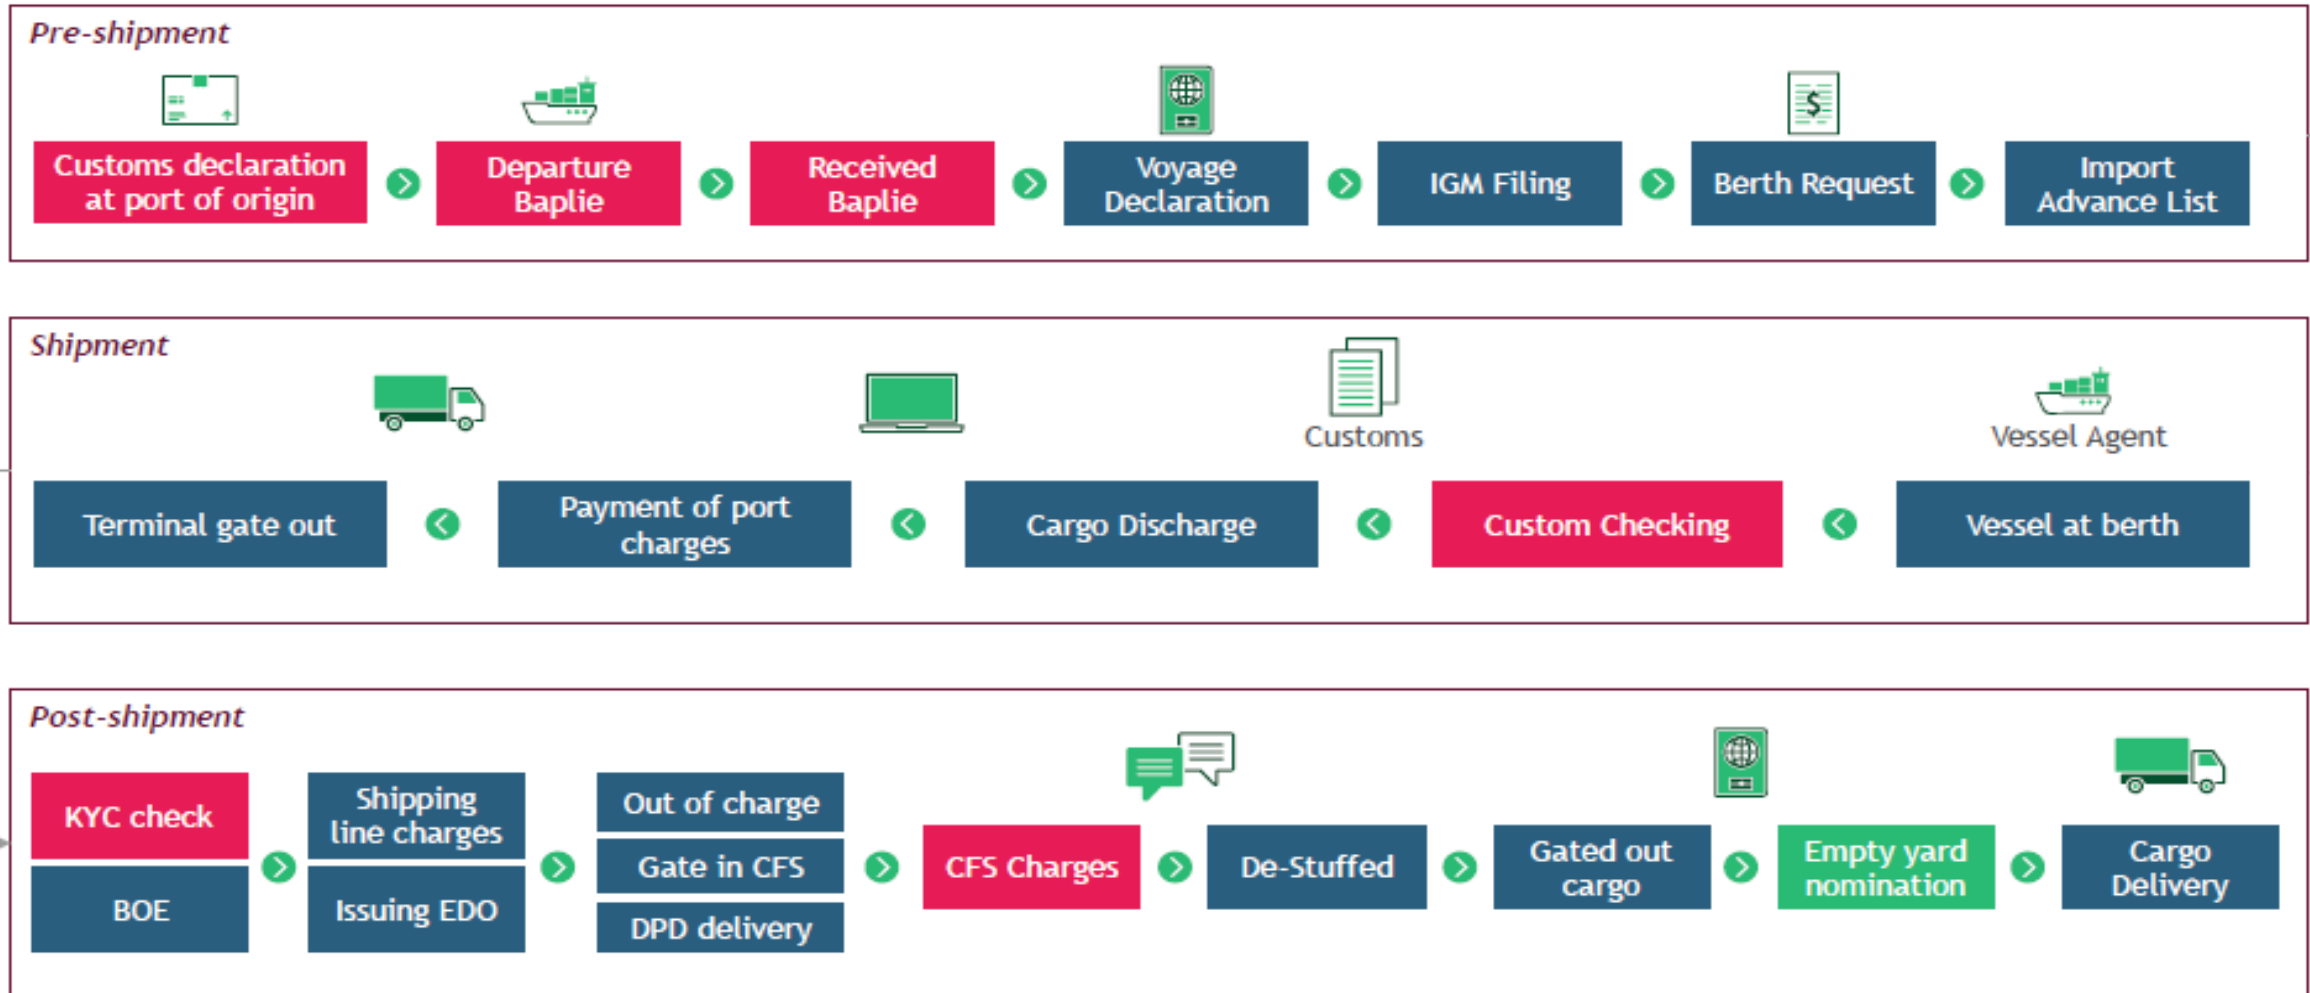 Pre-shipment
Customs declaration
at port of origin
Departure
Baplie
Received
Baplie
Voyage
Declaration
IGM Filing
Berth Request
Import
Advance List
Shipment
Customs
Vessel Agent
Terminal gate out
Payment of port
charges
Cargo Discharge
Custom Checking
Vessel at berth
Post-shipment
KYC check
BOE
Shipping
line charges
Issuing EDO
Out of charge
Gate in CFS
DPD delivery
CFS Charges
De-Stuffed
Gated out
cargo
Empty yard
nomination
Cargo
Delivery